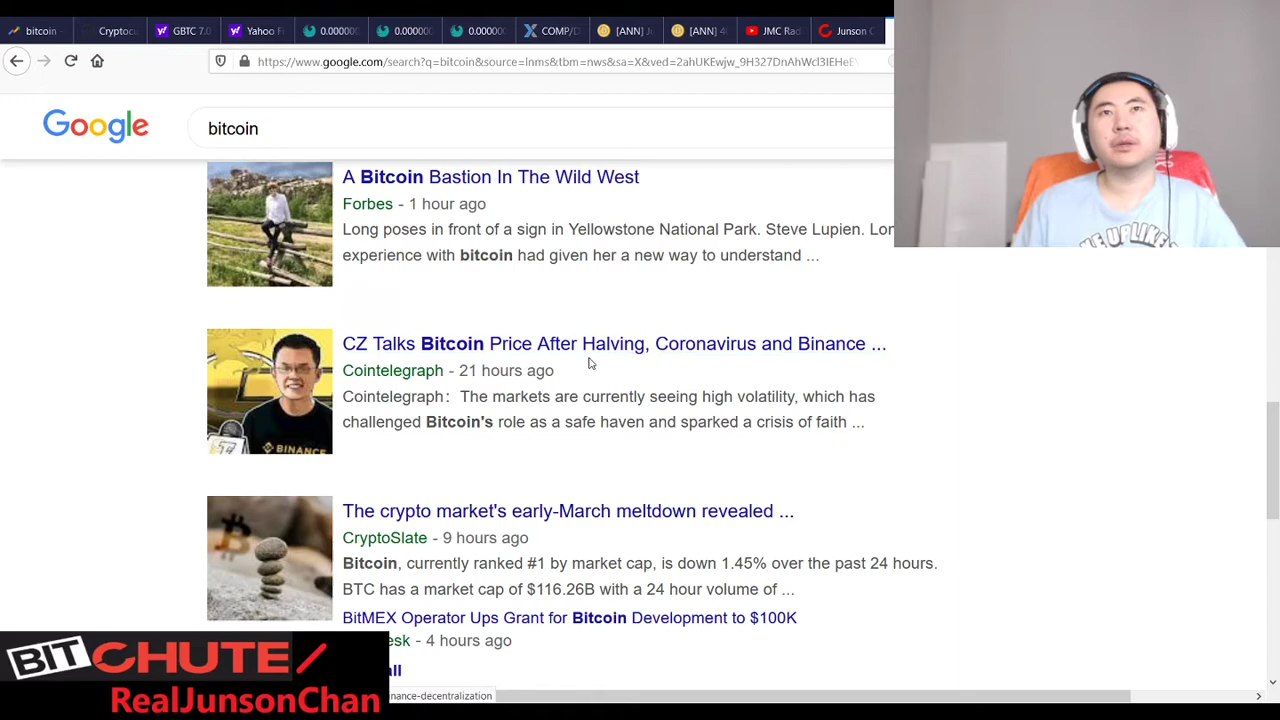 bitcoin -
Cryptocu
GBTC 7.0
Yahoo Fi
0.000000
0.00000
0.00000
COMP/D
[ANN] J
[ANN] 4
JMC Rad
Junson C
https://www.google.com/search?q=bitcoin&source=lnms&tbm=nws&sa=X&ved=
Google
bitcoin
A Bitcoin Bastion In The Wild West
Forbes - 1 hour ago
Long poses in front of a sign in Yellowstone National Park. Steve Lupien. Lon
experience with bitcoin had given her a new way to understand ...
CZ Talks Bitcoin Price After Halving, Coronavirus and Binance ...
Cointelegraph - 21 hours ago
Cointelegraph： The markets are currently seeing high volatility, which has
challenged Bitcoin's role as a safe haven and sparked a crisis of faith ...
BINANCE
The crypto market's early-March meltdown revealed ...
CryptoSlate - 9 hours ago
Bitcoin, currently ranked #1 by market cap, is down 1.45% over the past 24 hours.
BTC has a market cap of $116.26B with a 24 hour volume of ...
BitMEX Operator Ups Grant for Bitcoin Development to $100K
esk - 4 hours ago
all
nance-decentralization
BITCHUTE
RealJunsonChan